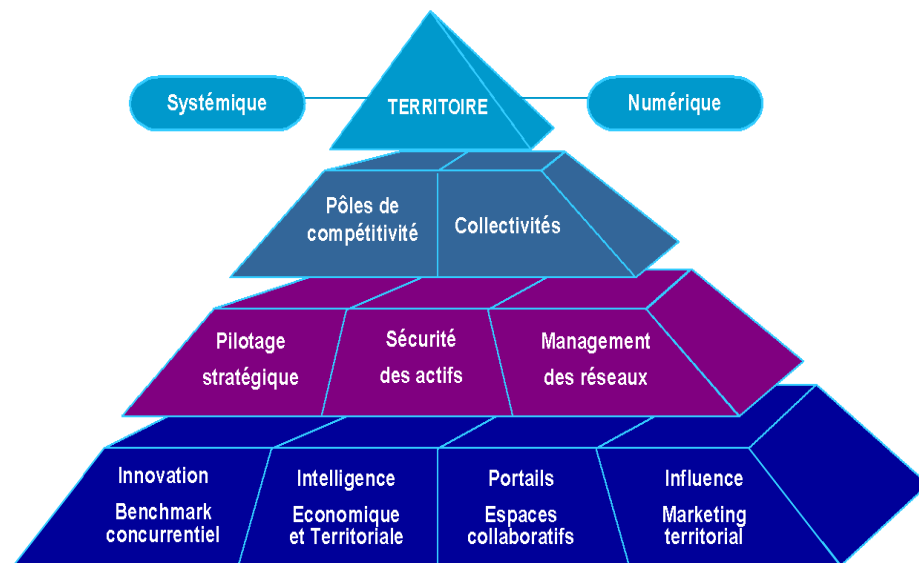 Systémique
TERRITOIRE
Numérique
Pôles de
compétitivité
Collectivités
Pilotage
stratégique
Sécurité
des actifs
Management
des réseaux
Innovation
Benchmark
concurrentiel
Intelligence
Economique
et Territoriale
Portails
Espaces
collaboratifs
Influence
Marketing
territorial